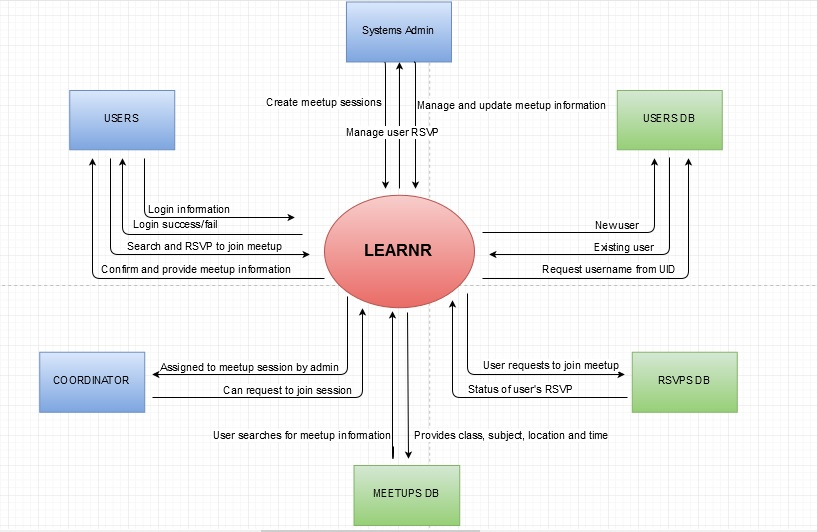 Systems Admin
Create meetup sessions
Manage and update meetup information
Manage user RSVP
USERS
USERS DB
Login information
Login success/fail
Search and RSVP to join meetup
Confirm and provide meetup information
LEARNR
New user
Existing user
Request username from UID
COORDINATOR
Assigned to meetup session by admin
Can request to join session
User requests to join meetup
Status of user's RSVP
RSVPS DB
User searches for meetup information
Provides class, subject, location and time
MEETUPS DB